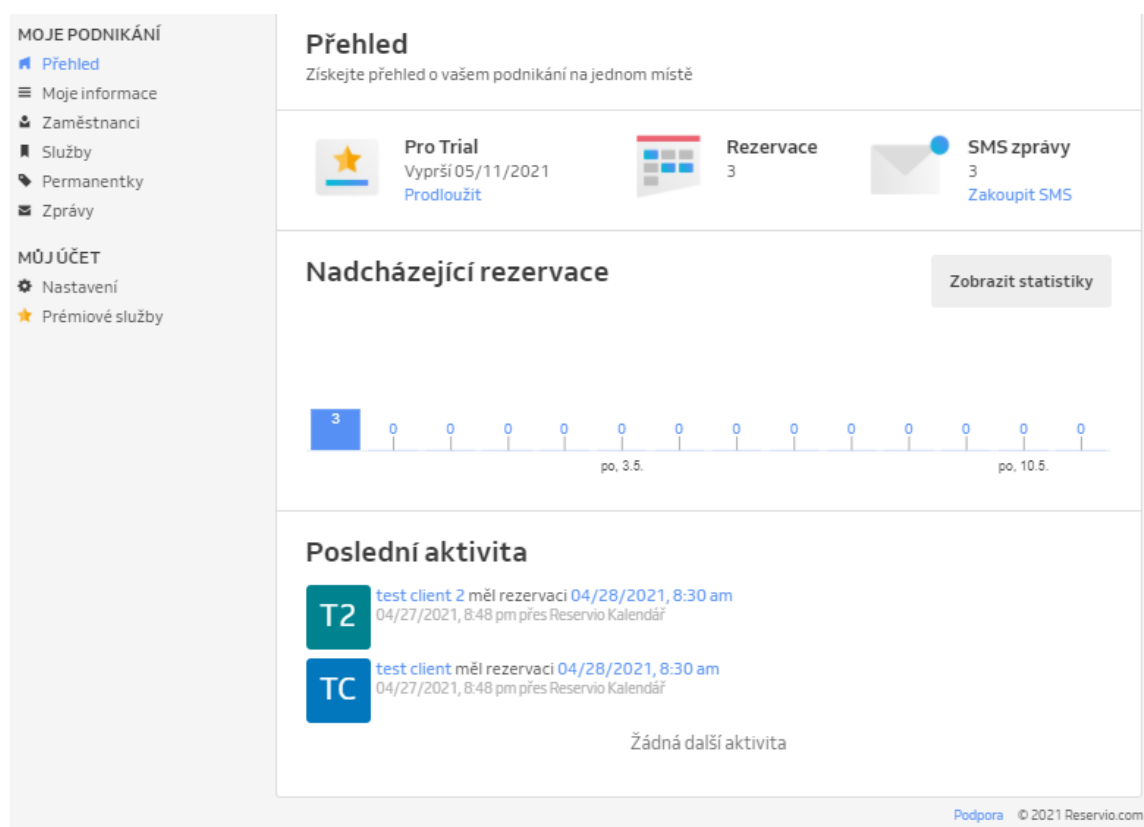 MOJE PODNIKÁNÍ
Přehled
Moje informace
Zaměstnanci
Služby
Permanentky
Zprávy
MŮJ ÚČET
Nastavení
Prémiové služby
Přehled
Získejte přehled o vašem podnikání na jednom místě
Pro Trial
Vyprší 05/11/2021
Prodloužit
Rezervace
3
SMS zprávy
3
Zakoupit SMS
Nadcházející rezervace
Zobrazit statistiky
3 0 0 0 0 0 0 0 0 0 0 0 0 0
po, 3.5. po, 10.5.
Poslední aktivita
T2
test client 2 měl rezervaci 04/28/2021, 8:30 am
04/27/2021, 8:48 pm přes Reservio Kalendář
TC
test client měl rezervaci 04/28/2021, 8:30 am
04/27/2021, 8:48 pm přes Reservio Kalendář
Žádná další aktivita
Podpora © 2021 Reservio.com